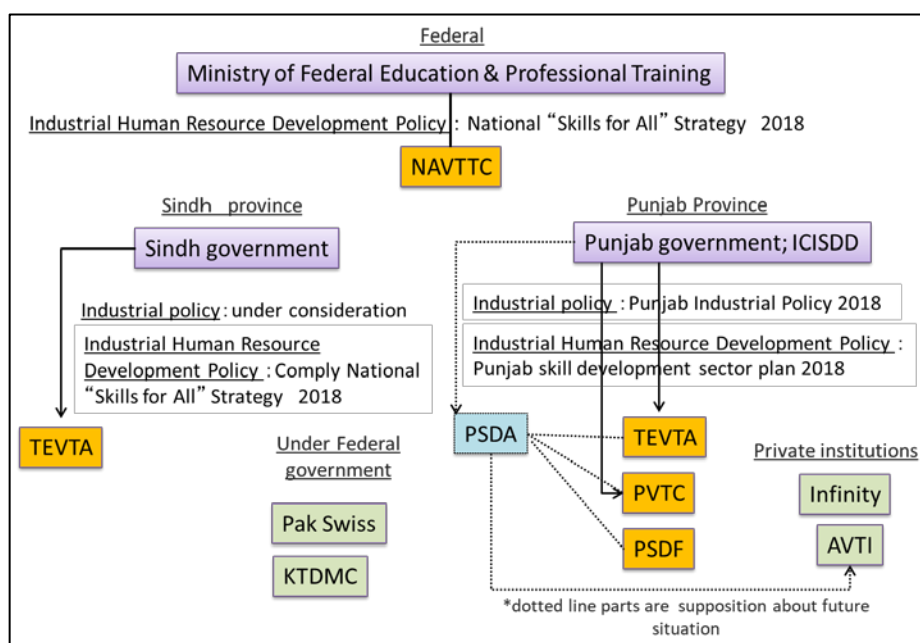 Federal
Ministry of Federal Education & Professional Training
Industrial Human Resource Development Policy : National “Skills for All” Strategy 2018
NAVTTC
Sindh province
Sindh government
Industrial policy : under consideration
Industrial Human Resource
Development Policy : Comply National
“Skills for All” Strategy 2018
TEVTA
Under Federal
government
Pak Swiss
KTDMC
Punjab Province
Punjab government; ICISDD
Industrial policy : Punjab Industrial Policy 2018
Industrial Human Resource Development Policy :
Punjab skill development sector plan 2018
PSDA
TEVTA
PVTC
PSDF
Private institutions
Infinity
AVTI
*dotted line parts are supposition about future
situation